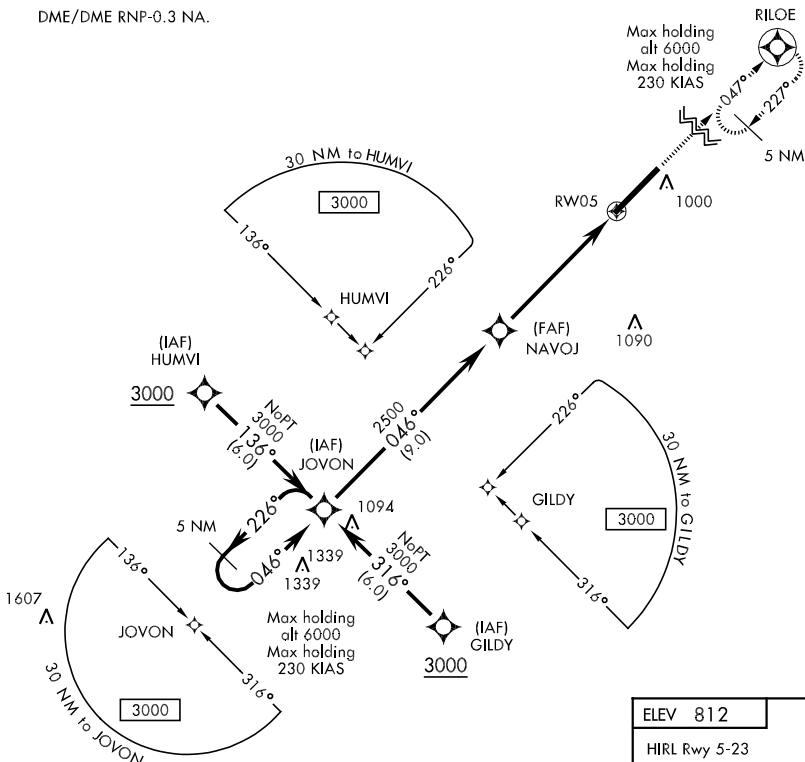 DME/DME RNP-0.3 NA.
RILOE
Max holding
alt 6000
Max holding
230 KIAS
047°
227°
5 NM
30 NM to HUMVI
3000
136°
226°
HUMVI
RW05
1000
(IAF)
HUMVI
3000
NoPT
3000
136°
(6.0)
(FAF)
NAVOJ
1090
2500
046°
(9.0)
(IAF)
JOVON
226°
30 NM to GILDY
GILDY
3000
316°
5 NM
226°
046°
1094
1339
1339
NoPT
3000
316°
(6.0)
(IAF)
GILDY
3000
1607
136°
JOVON
316°
3000
30 NM to JOVON
Max holding
alt 6000
Max holding
230 KIAS
ELEV 812
HIRL Rwy 5-23